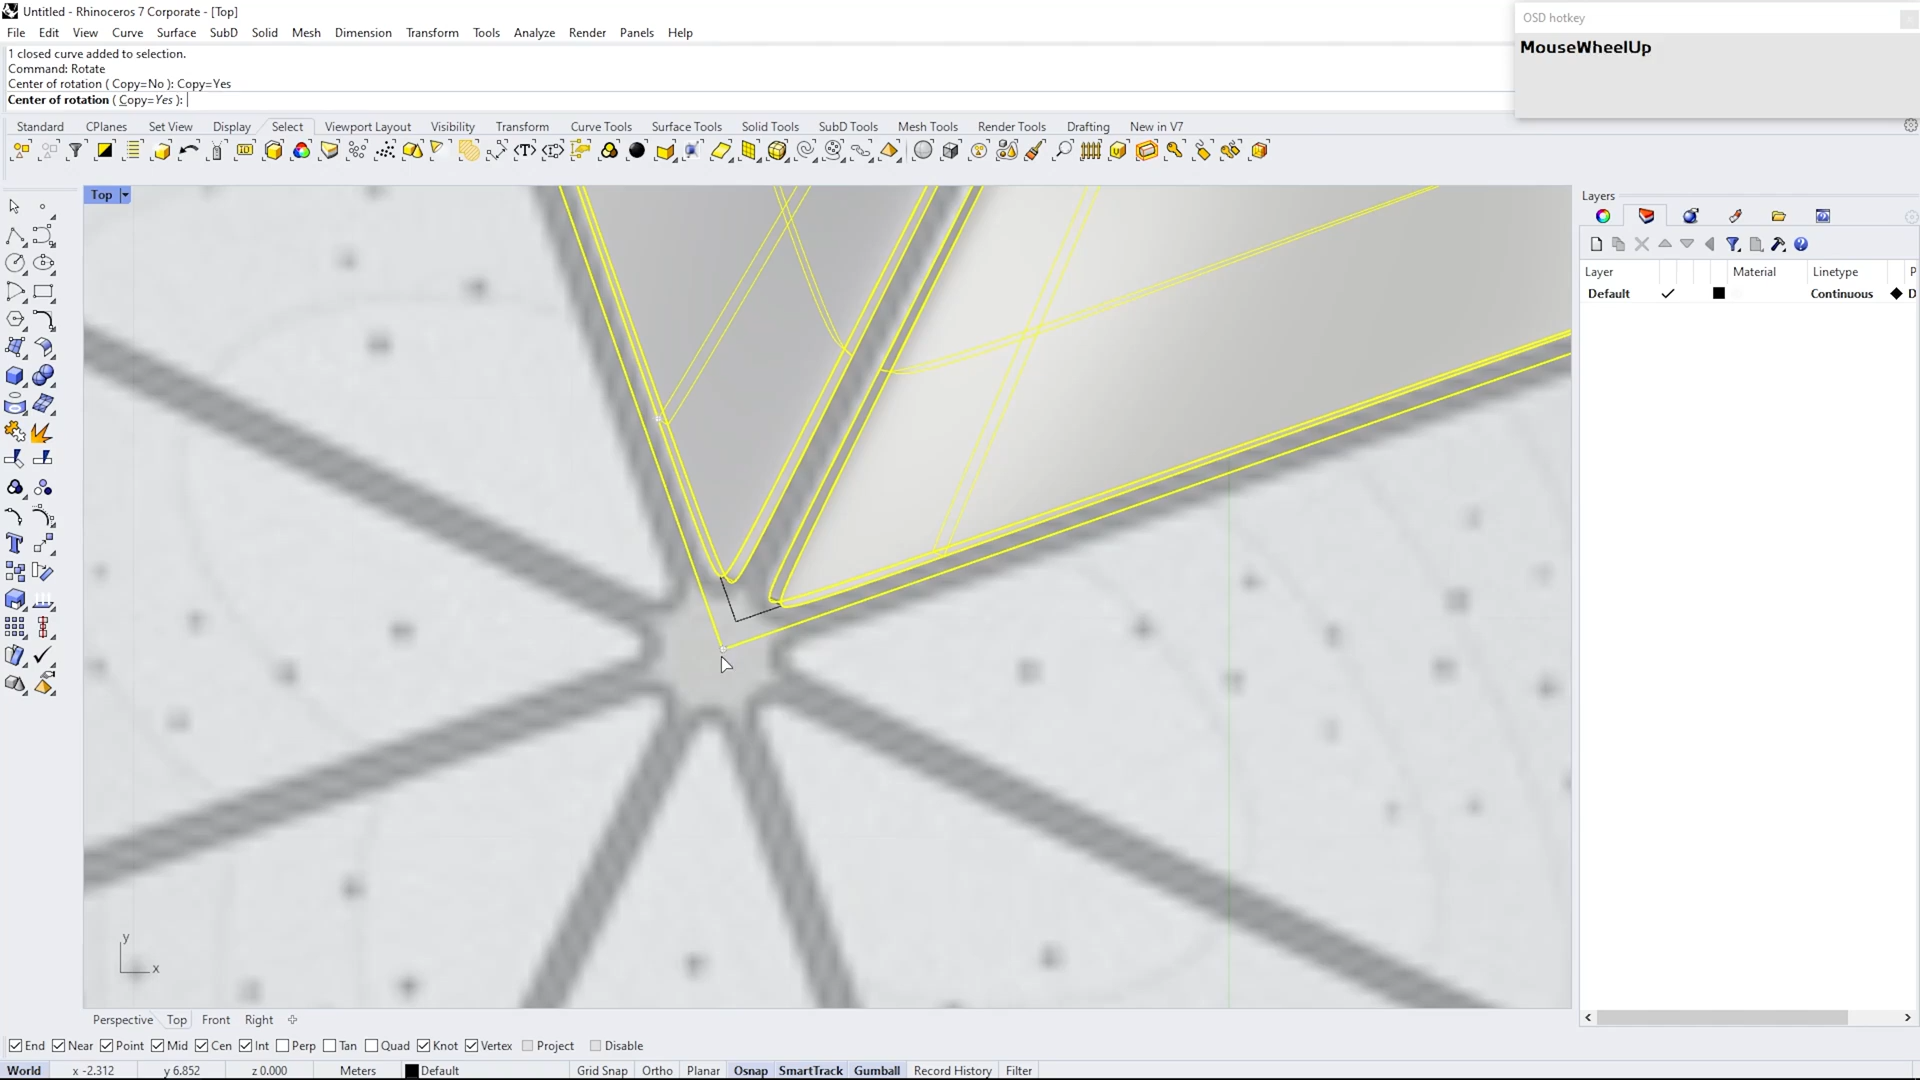 Untitled - Rhinoceros 7 Corporate - [Top]
OSD hotkey
MouseWheelUp
File Edit View Curve Surface SubD Solid Mesh Dimension Transform Tools Analyze Render Panels Help
1 closed curve added to selection.
Command: Rotate
Center of rotation ( Copy=No ): Copy=Yes
Center of rotation ( Copy=Yes ):
Standard CPlanes Set View Display Select Viewport Layout Visibility Transform Curve Tools Surface Tools Solid Tools SubD Tools Mesh Tools Render Tools Drafting New in V7
Top
Layers
Layer Material Linetype P
Default Continuous D
y
x
Perspective Top Front Right
End Near Point Mid Cen Int Perp Tan Quad Knot Vertex Project Disable
World x -2.312 y 6.852 z 0.000 Meters Default Grid Snap Ortho Planar Osnap SmartTrack Gumball Record History Filter